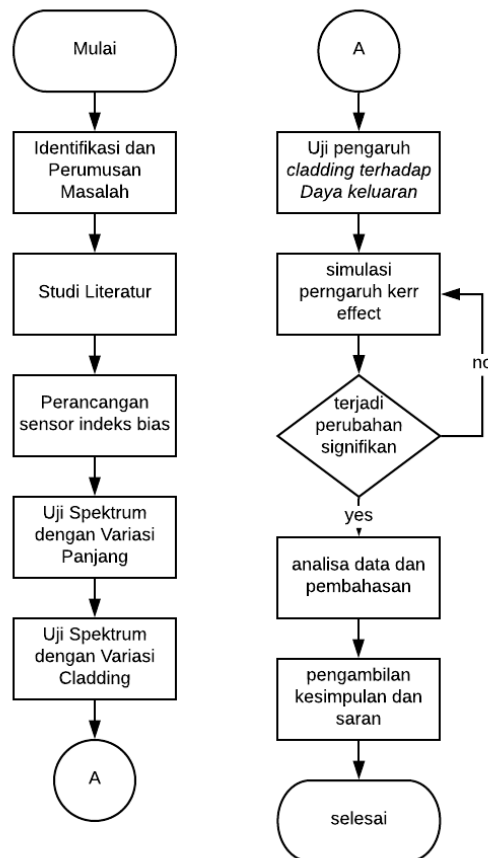 Mulai
Identifikasi dan
Perumusan
Masalah
Studi Literatur
Perancangan
sensor indeks bias
Uji Spektrum
dengan Variasi
Panjang
Uji Spektrum
dengan Variasi
Cladding
A
A
Uji pengaruh
cladding terhadap
Daya keluaran
simulasi
perngaruh kerr
effect
no
terjadi
perubahan
signifikan
yes
analisa data dan
pembahasan
pengambilan
kesimpulan dan
saran
selesai